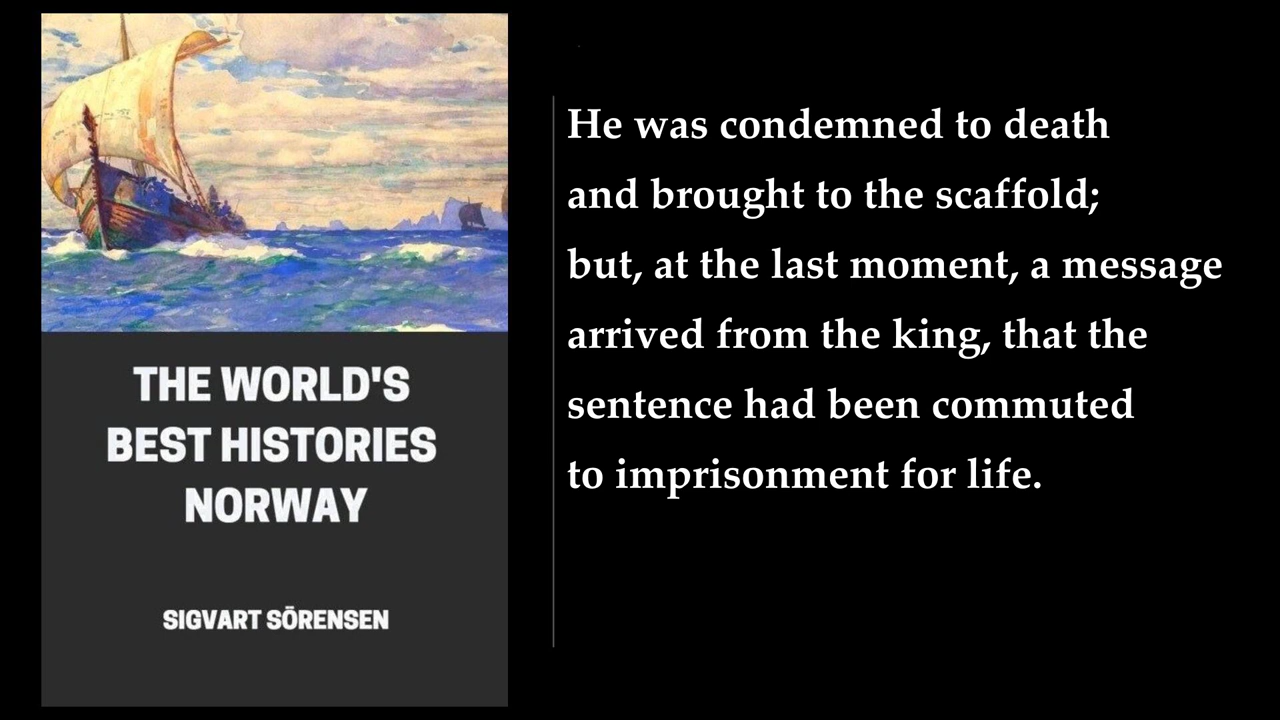 THE WORLD'S
BEST HISTORIES
NORWAY
SIGVART SÖRENSEN
He was condemned to death
and brought to the scaffold;
but, at the last moment, a message
arrived from the king, that the
sentence had been commuted
to imprisonment for life.